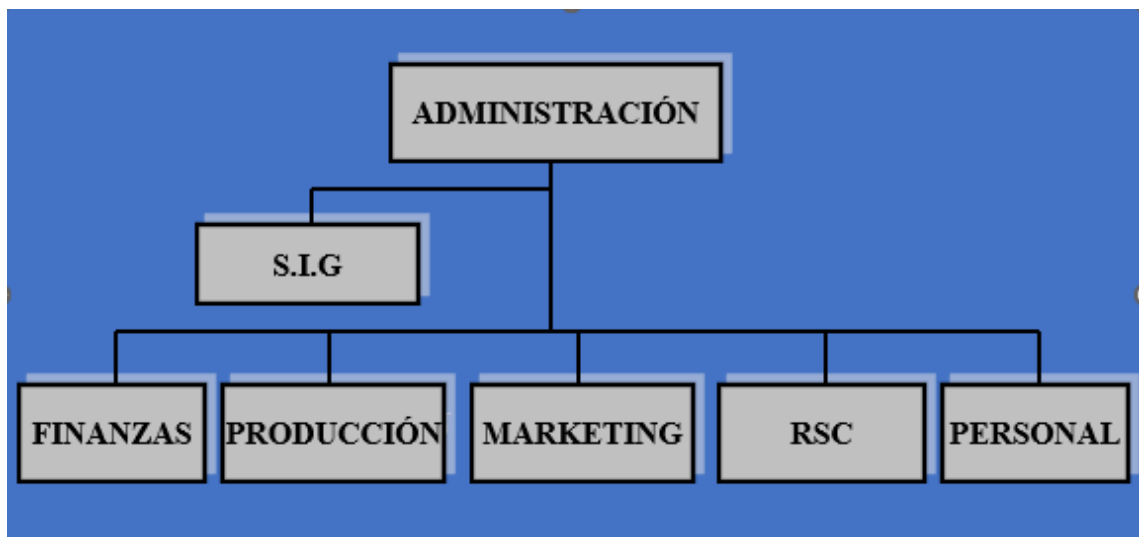 ADMINISTRACIÓN
S.I.G
FINANZAS
PRODUCCIÓN
MARKETING
RSC
PERSONAL